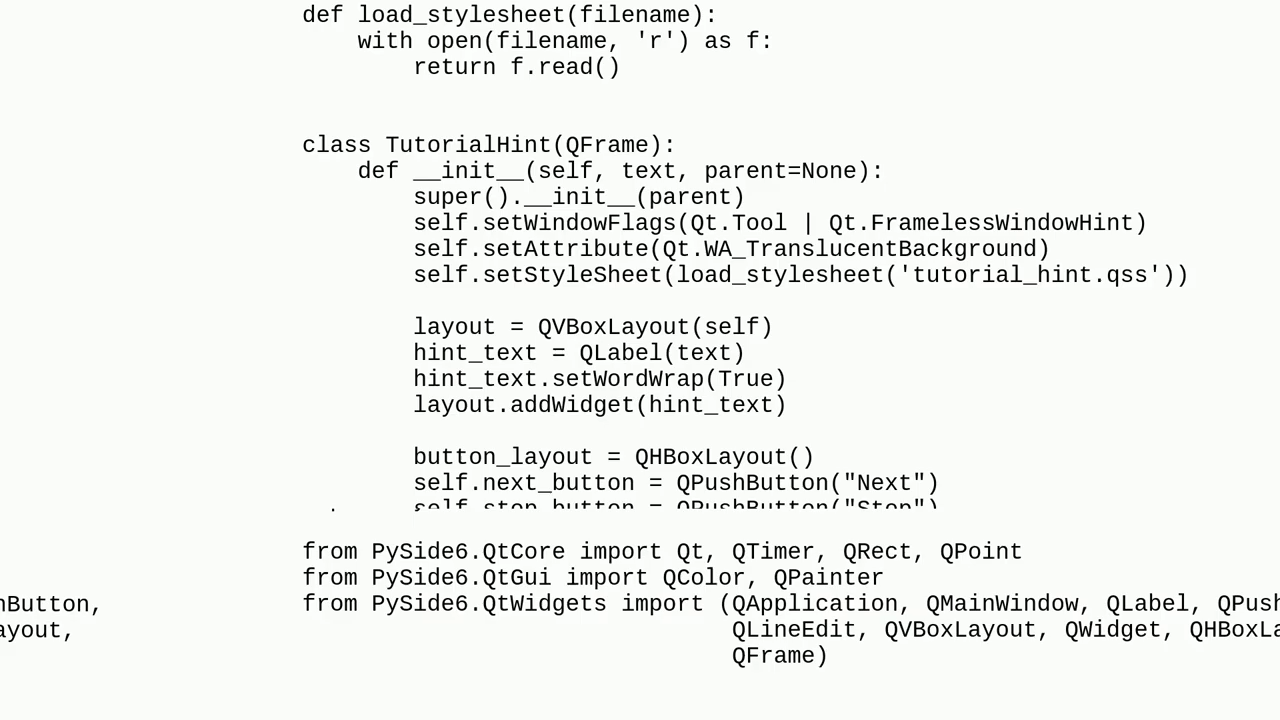 def load_stylesheet(filename):
    with open(filename, 'r') as f:
        return f.read()
class TutorialHint(QFrame):
    def __init__(self, text, parent=None):
        super().__init__(parent)
        self.setWindowFlags(Qt.Tool | Qt.FramelessWindowHint)
        self.setAttribute(Qt.WA_TranslucentBackground)
        self.setStyleSheet(load_stylesheet('tutorial_hint.qss'))
        layout = QVBoxLayout(self)
        hint_text = QLabel(text)
        hint_text.setWordWrap(True)
        layout.addWidget(hint_text)
        button_layout = QHBoxLayout()
        self.next_button = QPushButton("Next")
        self.stop_button = QPushButton("Stop")
from PySide6.QtCore import Qt, QTimer, QRect, QPoint
from PySide6.QtGui import QColor, QPainter
nButton, from PySide6.QtWidgets import (QApplication, QMainWindow, QLabel, QPush
ayout, QLineEdit, QVBoxLayout, QWidget, QHBoxLa
QFrame)